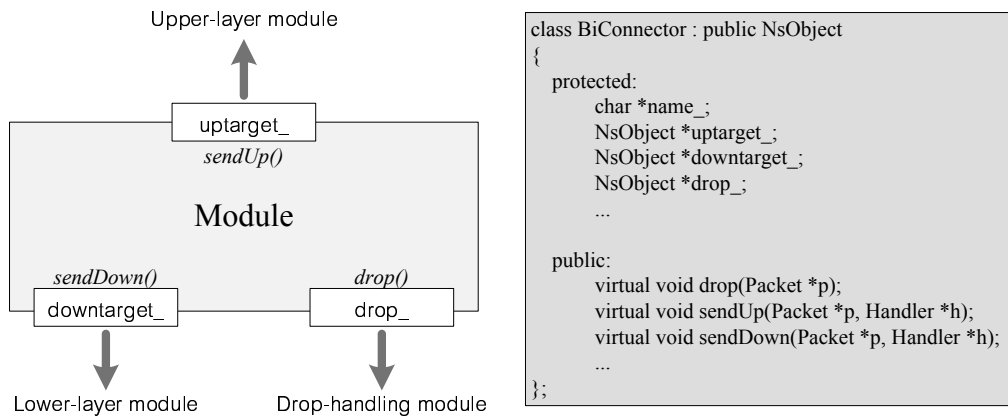 Upper-layer module
uptarget_
sendUp()
Module
sendDown()
drop()
downtarget_
drop_
Lower-layer module
Drop-handling module
class BiConnector : public NsObject
{
protected:
char *name_;
NsObject *uptarget_;
NsObject *downtarget_;
NsObject *drop_;
...
public:
virtual void drop(Packet *p);
virtual void sendUp(Packet *p, Handler *h);
virtual void sendDown(Packet *p, Handler *h);
...
};